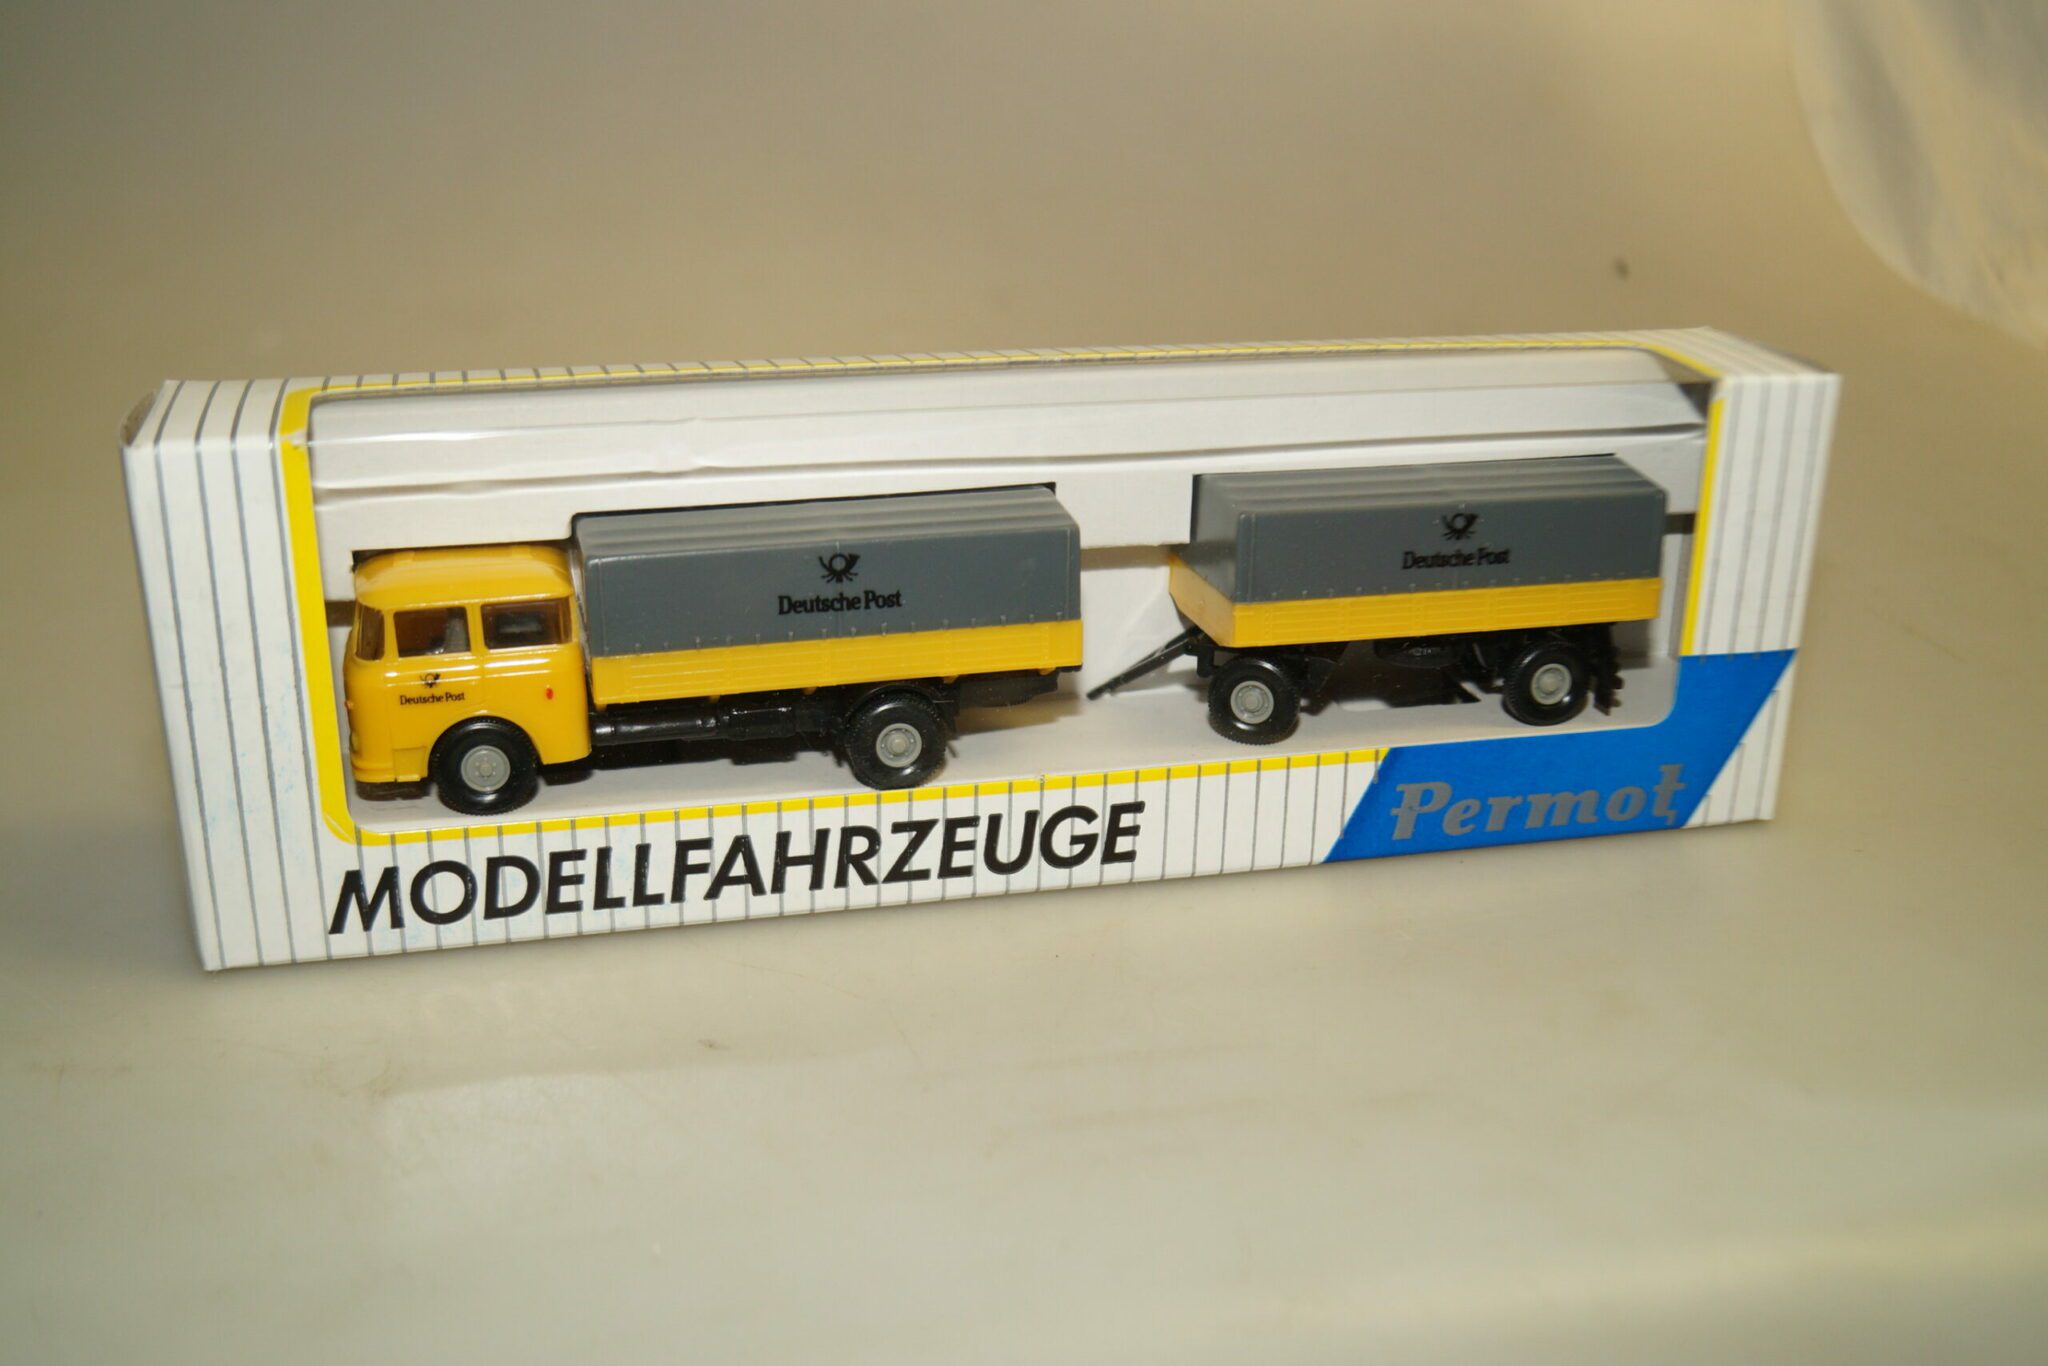 Deutsche Post
Deutsche Post
Deutsche Post
MODELLFAHRZEUGE
Permot